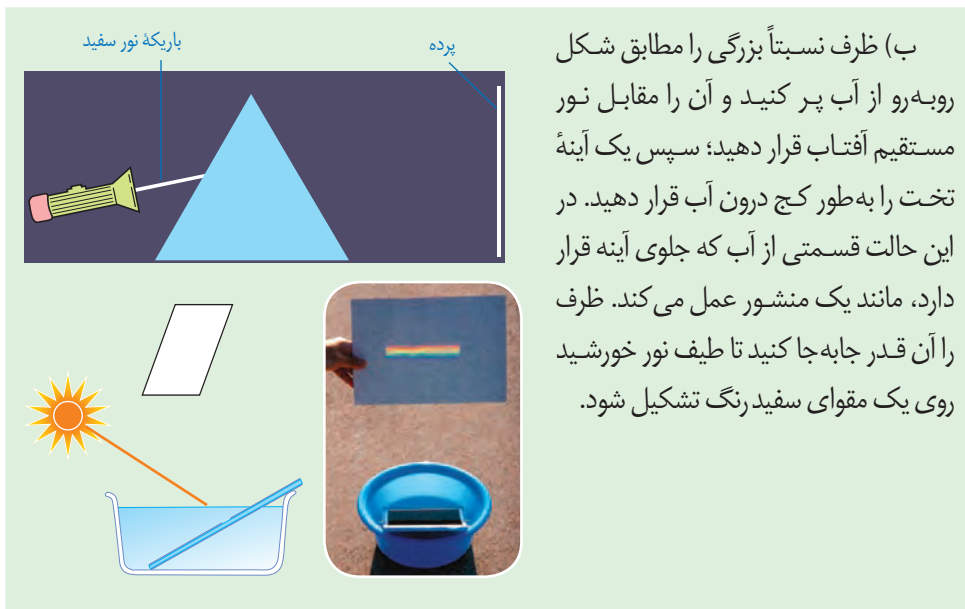 باریکهٔ نور سفید
پرده
ب) ظرف نسبتاً بزرگی را مطابق شکل
روبه‌رو از آب پر کنید و آن را مقابل نور
مستقیم آفتاب قرار دهید؛ سپس یک آینهٔ
تخت را به‌طور کج درون آب قرار دهید. در
این حالت قسمتی از آب که جلوی آینه قرار
دارد، مانند یک منشور عمل می‌کند. ظرف
را آن قدر جابه‌جا کنید تا طیف نور خورشید
روی یک مقوای سفیدرنگ تشکیل شود.